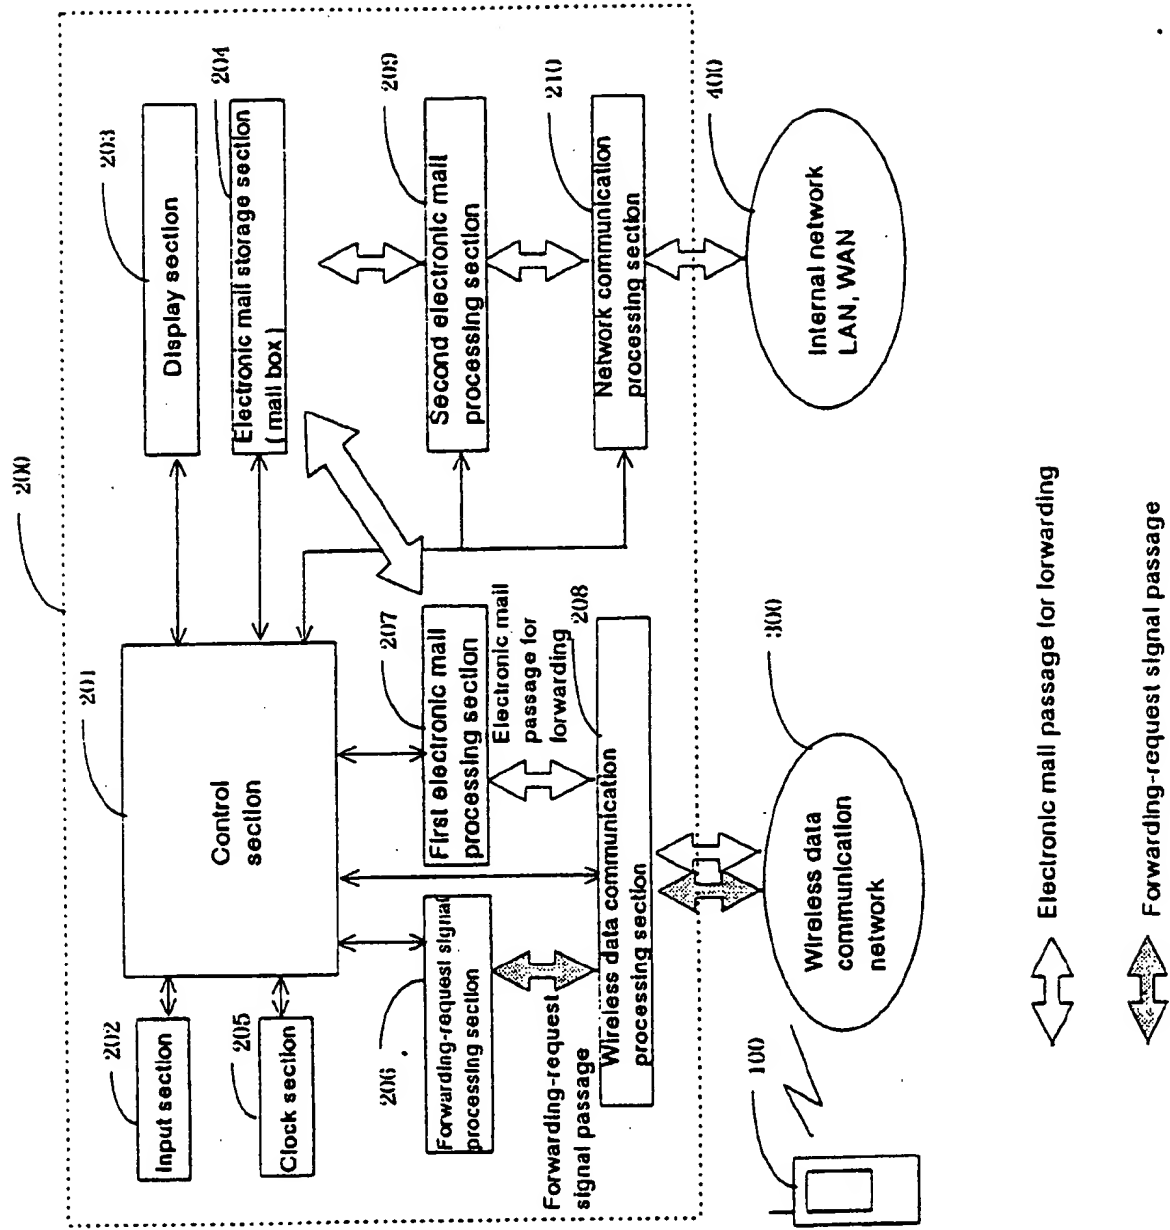 200
201
Control
section
202
Input section
205
Clock section
203
Display section
204
Electronic mail storage section
( mail box )
206
Forwarding-request signal
processing section
207
First electronic mail
processing section
209
Second electronic mail
processing section
Electronic mail
passage for
forwarding
208
Forwarding-request
signal passage
Wireless data communication
processing section
210
Network communication
processing section
100
300
Wireless data
communication
network
400
Internal network
LAN, WAN
Electronic mail passage for forwarding
Forwarding-request signal passage